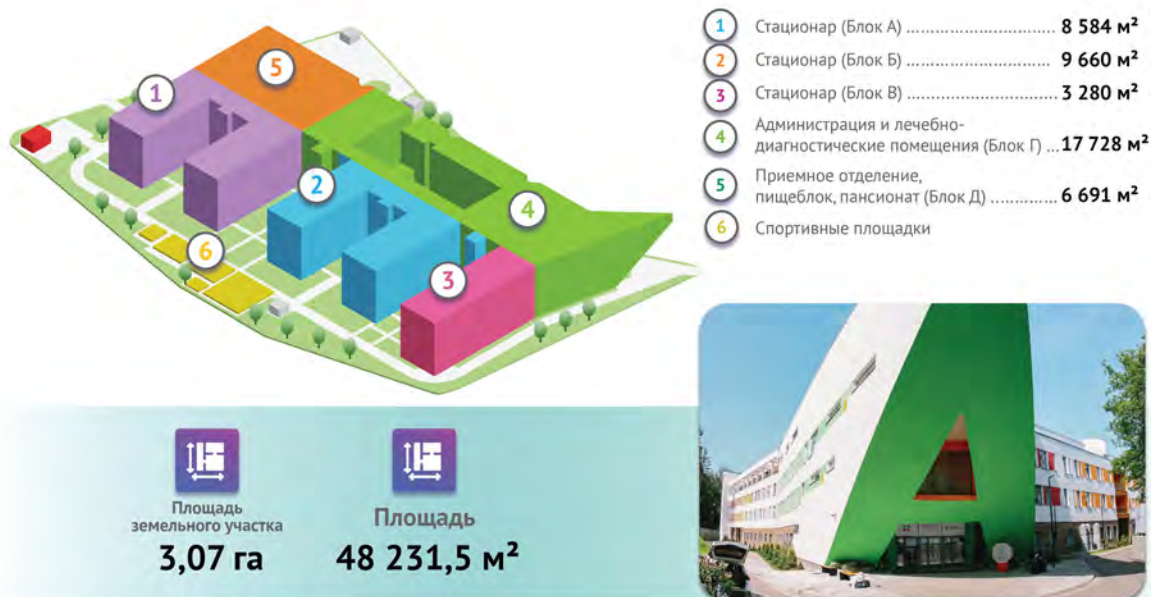 1
5
2
4
6
3
1 Стационар (Блок А) .............................. 8 584 м²
2 Стационар (Блок Б) .............................. 9 660 м²
3 Стационар (Блок В) .............................. 3 280 м²
4 Администрация и лечебно-
диагностические помещения (Блок Г) ... 17 728 м²
5 Приемное отделение,
пищеблок, пансионат (Блок Д) ............. 6 691 м²
6 Спортивные площадки
Площадь
земельного участка
3,07 га
Площадь
48 231,5 м²